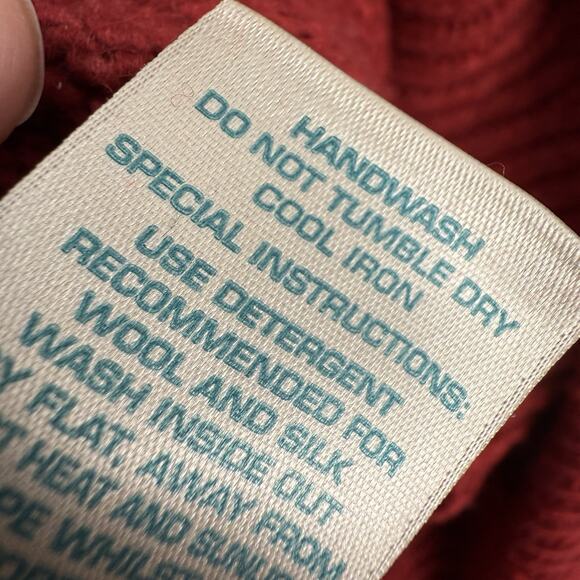 HANDWASH
DO NOT TUMBLE DRY
COOL IRON
SPECIAL INSTRUCTIONS:
USE DETERGENT
RECOMMENDED FOR
WOOL AND SILK
WASH INSIDE OUT
FLAT, AWAY FROM
HEAT AND
WHILST